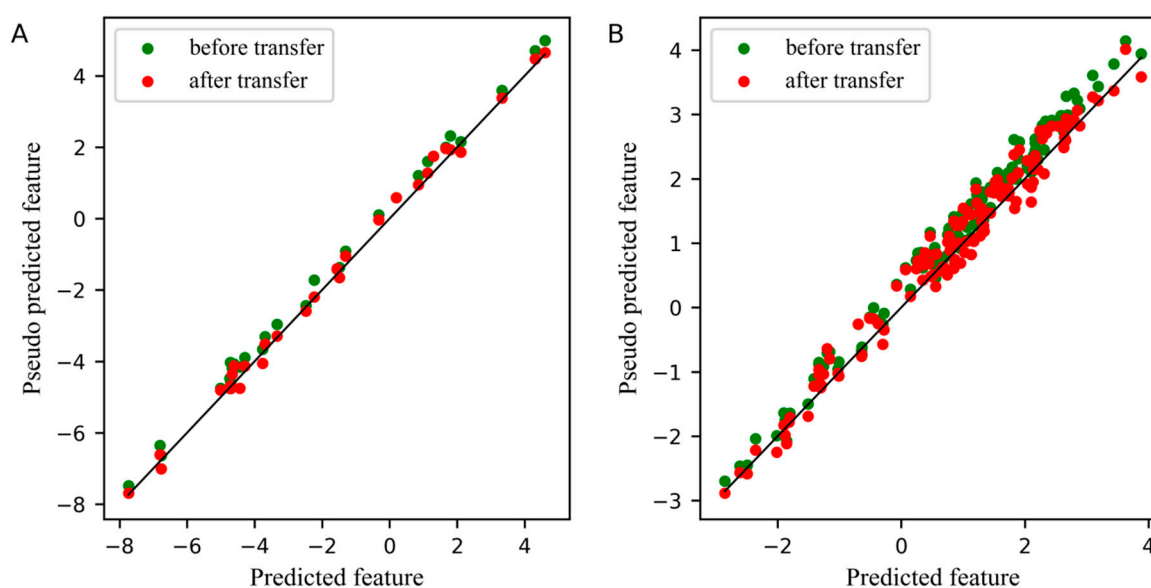 A
before transfer
after transfer
Pseudo predicted feature
4
2
0
−2
−4
−6
−8
−8 −6 −4 −2 0 2 4
Predicted feature
B
before transfer
after transfer
Pseudo predicted feature
4
3
2
1
0
−1
−2
−3
−2 0 2 4
Predicted feature